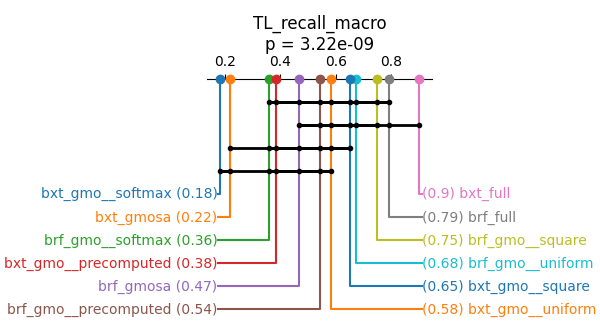 TL_recall_macro
p = 3.22e-09
0.2 0.4 0.6 0.8
bxt_gmo__softmax (0.18) (0.9) bxt_full
bxt_gmosa (0.22) (0.79) brf_full
brf_gmo__softmax (0.36) (0.75) brf_gmo__square
bxt_gmo__precomputed (0.38) (0.68) brf_gmo__uniform
brf_gmosa (0.47) (0.65) bxt_gmo__square
brf_gmo__precomputed (0.54) (0.58) bxt_gmo__uniform